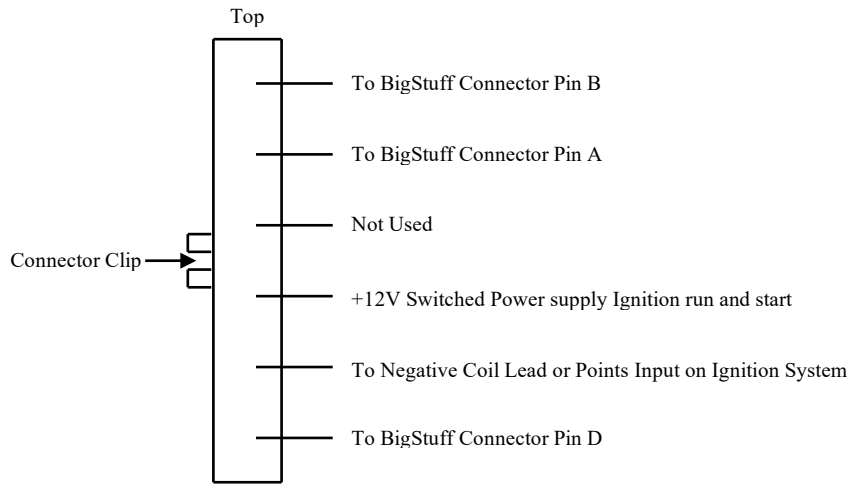 Top
To BigStuff Connector Pin B
To BigStuff Connector Pin A
Not Used
Connector Clip
+12V Switched Power supply Ignition run and start
To Negative Coil Lead or Points Input on Ignition System
To BigStuff Connector Pin D